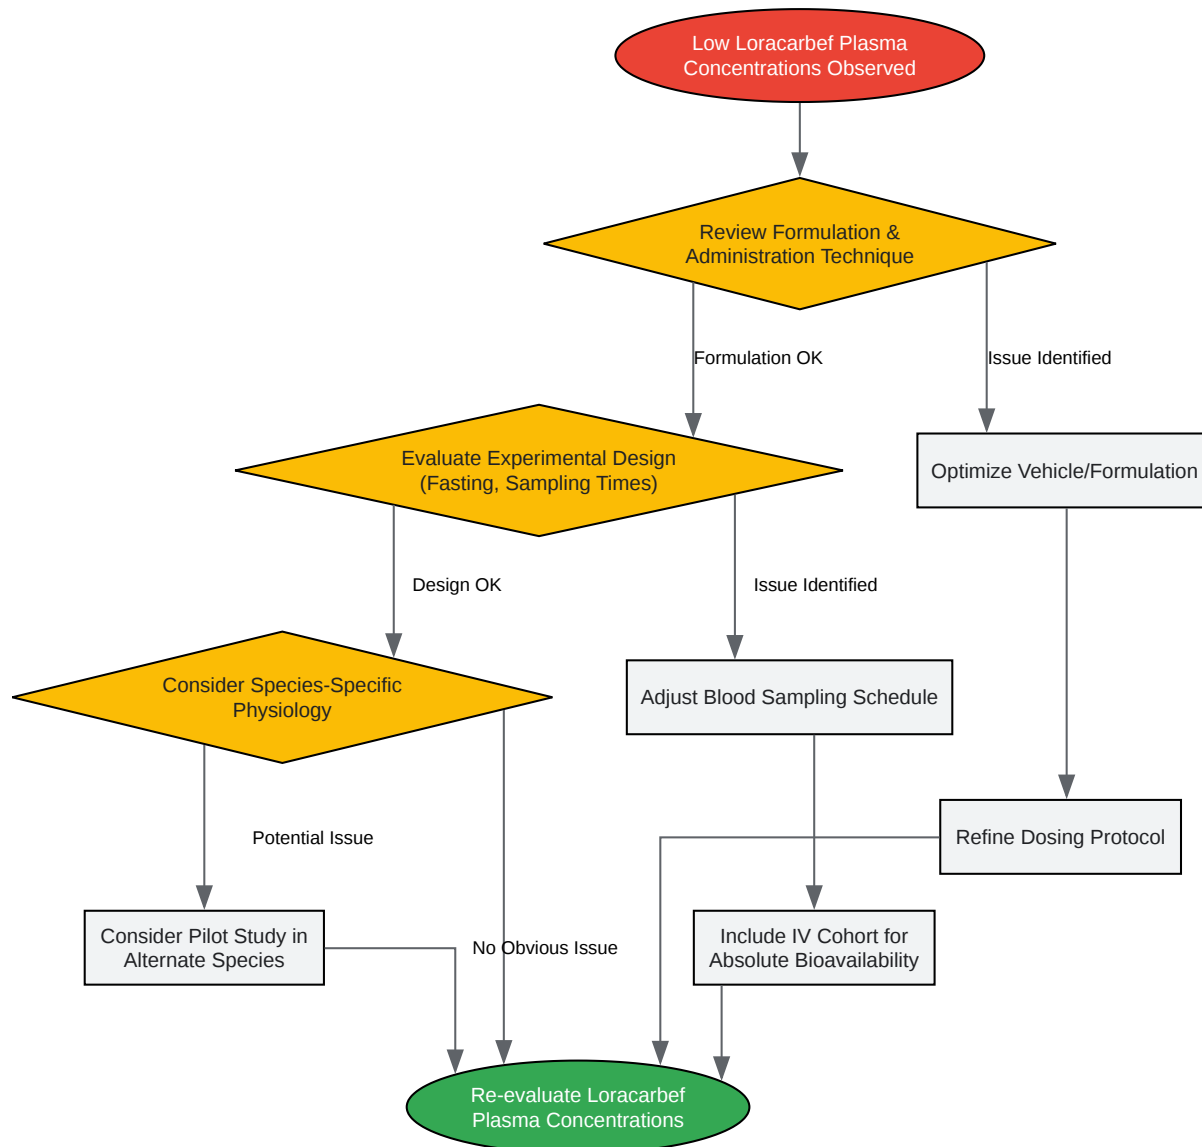 Low Loracarbef Plasma
Concentrations Observed
Review Formulation &
Administration Technique
Formulation OK
Issue Identified
Evaluate Experimental Design
(Fasting, Sampling Times)
Optimize Vehicle/Formulation
Design OK
Issue Identified
Consider Species-Specific
Physiology
Adjust Blood Sampling Schedule
Potential Issue
Refine Dosing Protocol
Consider Pilot Study in
Alternate Species
No Obvious Issue
Include IV Cohort for
Absolute Bioavailability
Re-evaluate Loracarbef
Plasma Concentrations